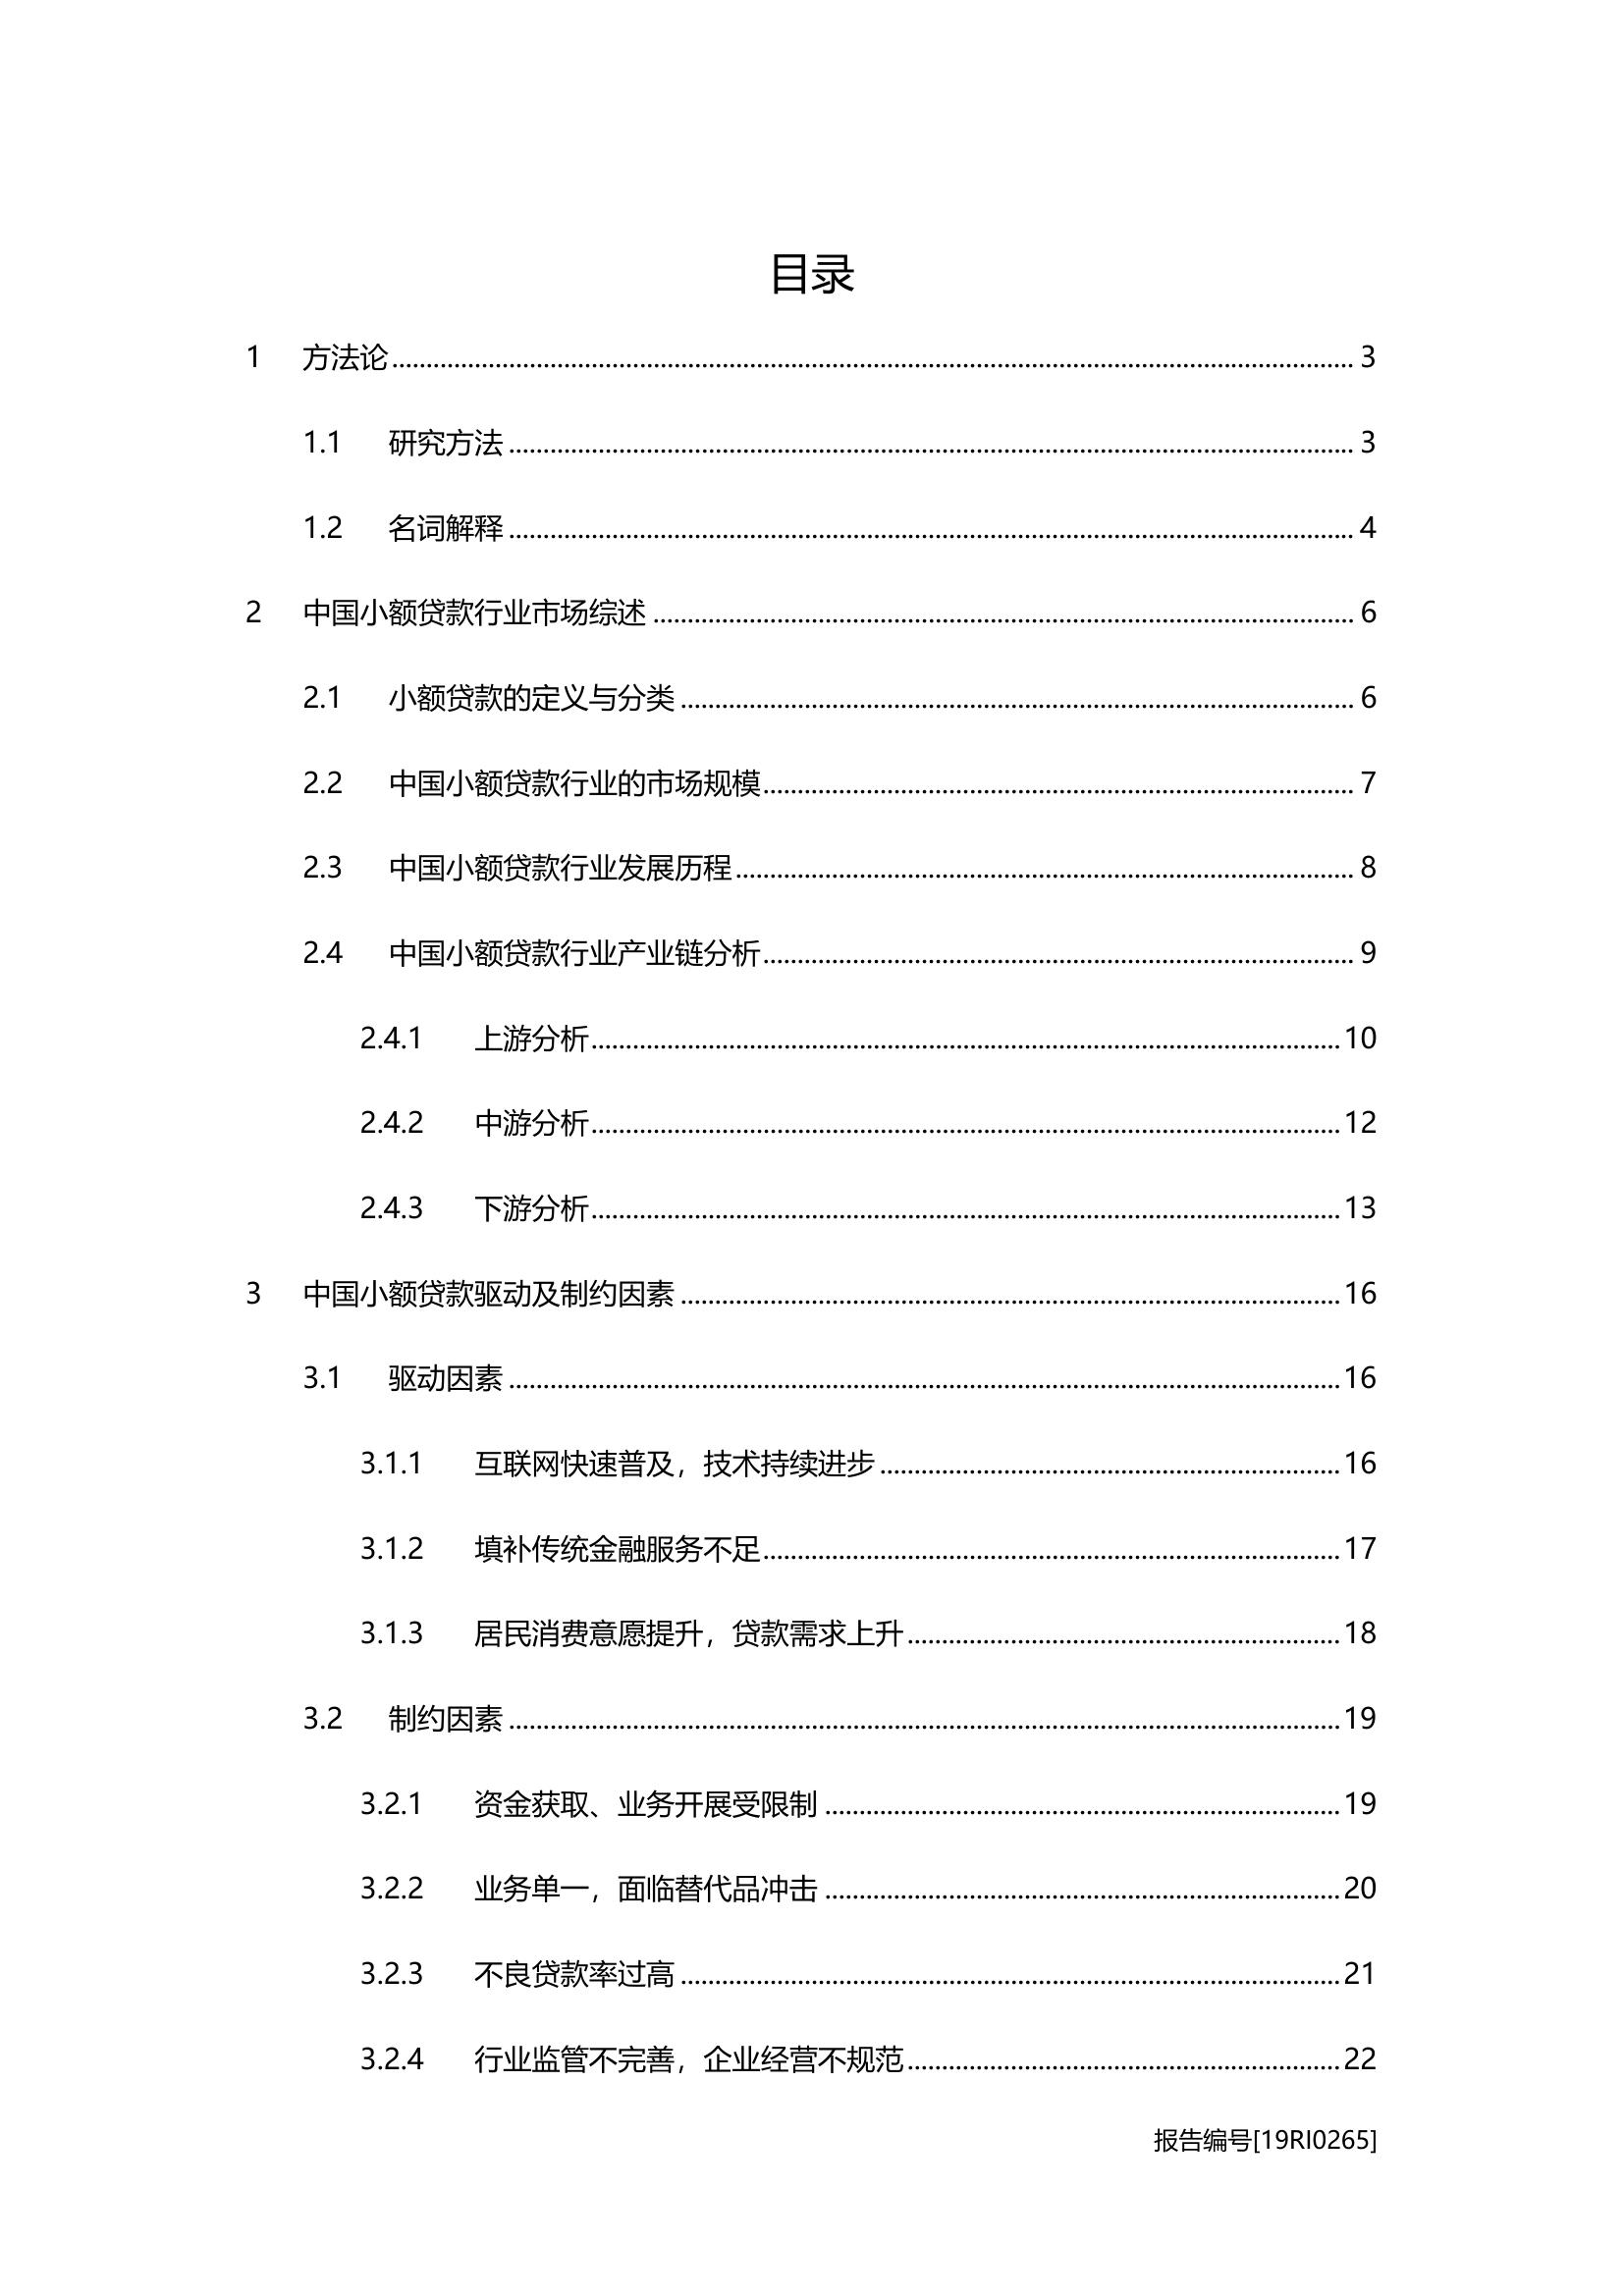 目录
1 方法论 3
1.1 研究方法 3
1.2 名词解释 4
2 中国小额贷款行业市场综述 6
2.1 小额贷款的定义与分类 6
2.2 中国小额贷款行业的市场规模 7
2.3 中国小额贷款行业发展历程 8
2.4 中国小额贷款行业产业链分析 9
2.4.1 上游分析 10
2.4.2 中游分析 12
2.4.3 下游分析 13
3 中国小额贷款驱动及制约因素 16
3.1 驱动因素 16
3.1.1 互联网快速普及，技术持续进步 16
3.1.2 填补传统金融服务不足 17
3.1.3 居民消费意愿提升，贷款需求上升 18
3.2 制约因素 19
3.2.1 资金获取、业务开展受限制 19
3.2.2 业务单一，面临替代品冲击 20
3.2.3 不良贷款率过高 21
3.2.4 行业监管不完善，企业经营不规范 22
报告编号[19RI0265]